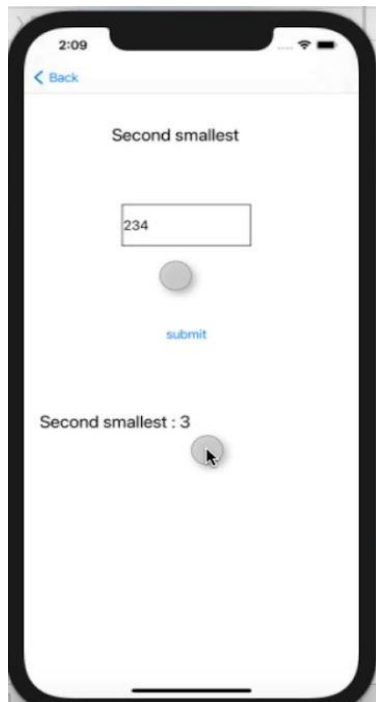 2:09
Back
Second smallest
234
submit
Second smallest : 3